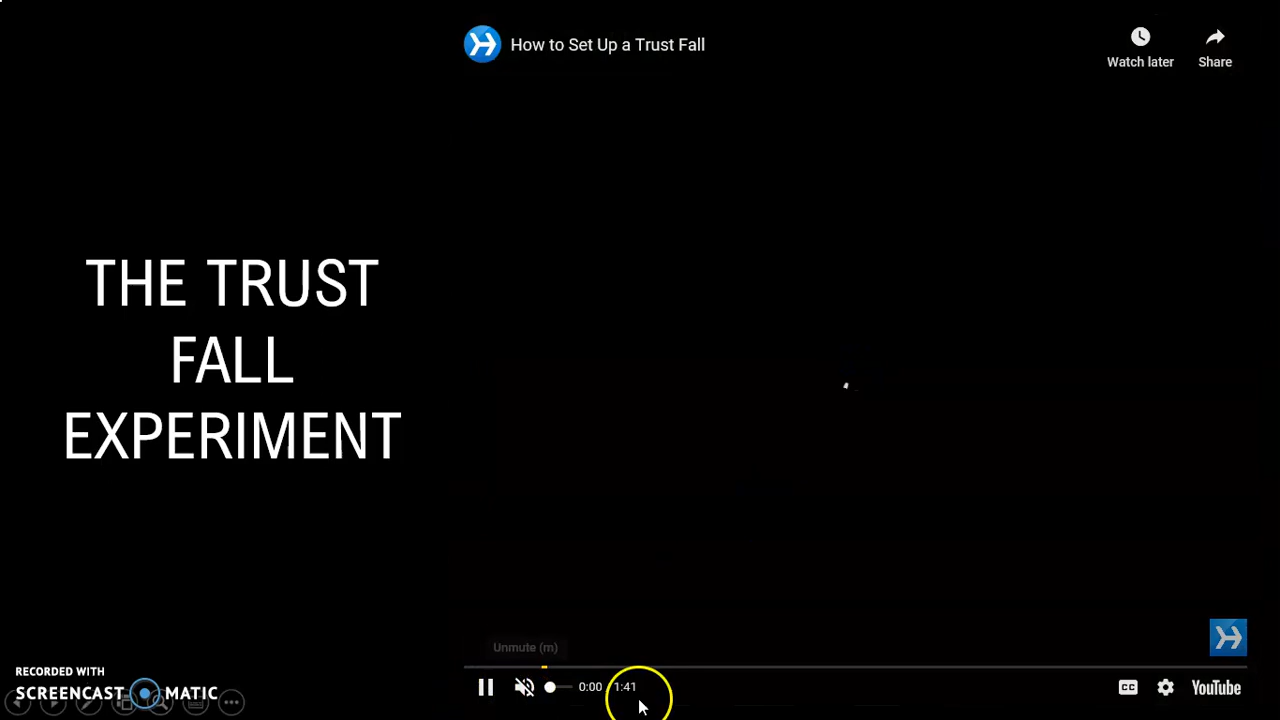 How to Set Up a Trust Fall
Watch later
Share
THE TRUST
FALL
EXPERIMENT
Unmute (m)
RECORDED WITH
SCREENCAST MATIC
0:00 / 1:41
CC
YouTube